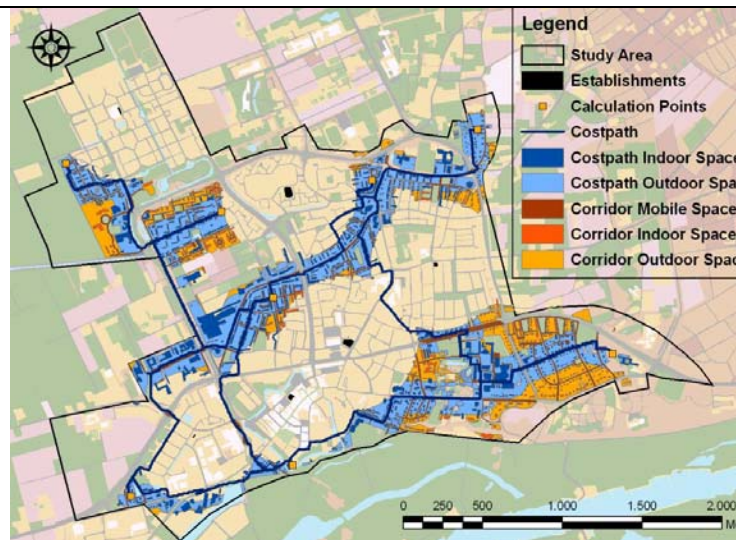 Legend
Study Area
Establishments
Calculation Points
Costpath
Costpath Indoor Space
Costpath Outdoor Spa
Corridor Mobile Space
Corridor Indoor Space
Corridor Outdoor Spac
0 250 500 1.000 1.500 2.000
M